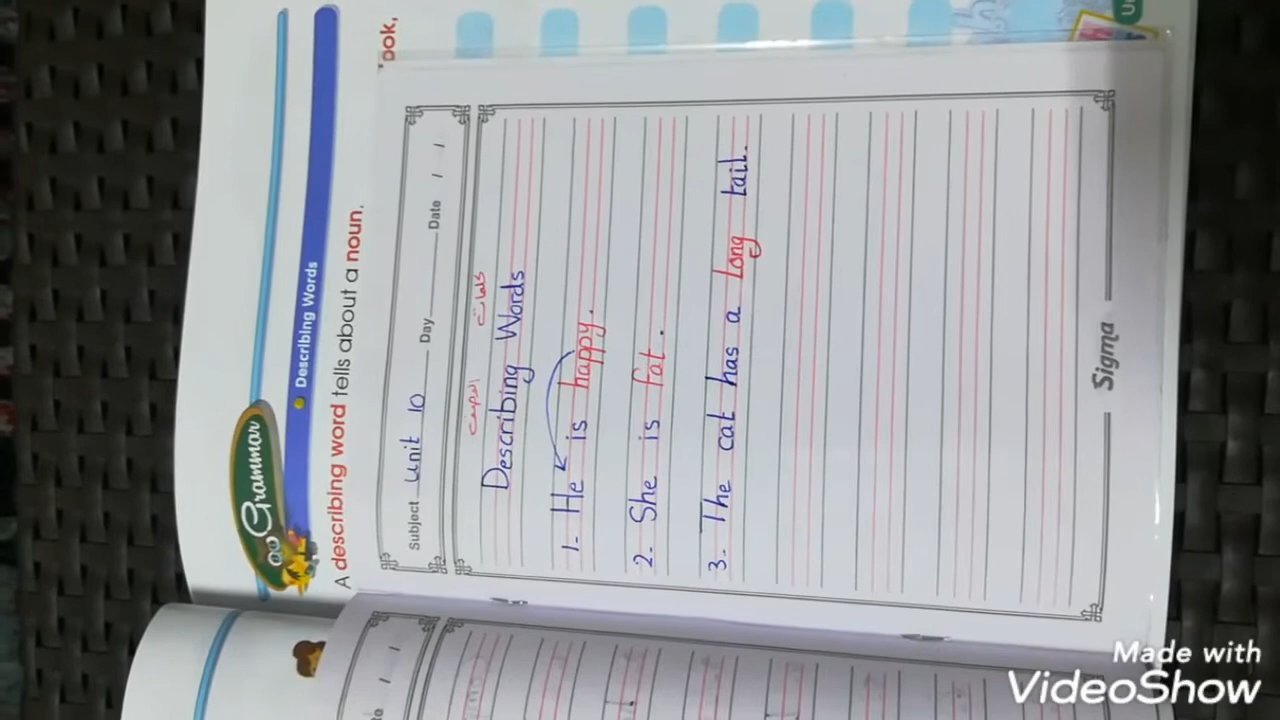 Grammar
Describing Words
A describing word tells about a noun.
ook,
Subject Unit 10 Day Date / /
كلمات
Describing Words
1- He is happy.
2- She is fat.
3- The cat has a long tail.
Sigma
Made with
VideoShow